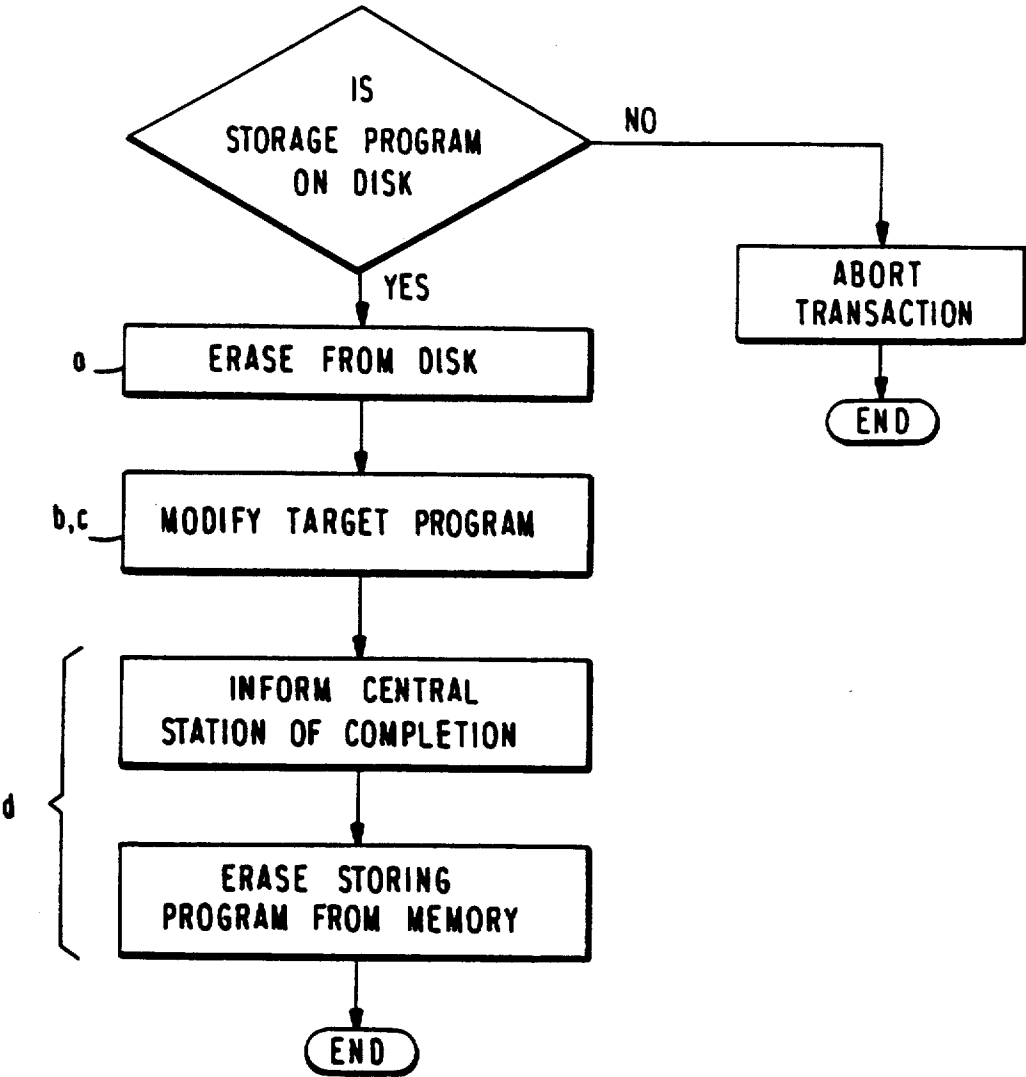 IS
STORAGE PROGRAM
ON DISK
NO
YES
ABORT
TRANSACTION
END
a
ERASE FROM DISK
b,c
MODIFY TARGET PROGRAM
d
INFORM CENTRAL
STATION OF COMPLETION
ERASE STORING
PROGRAM FROM MEMORY
END